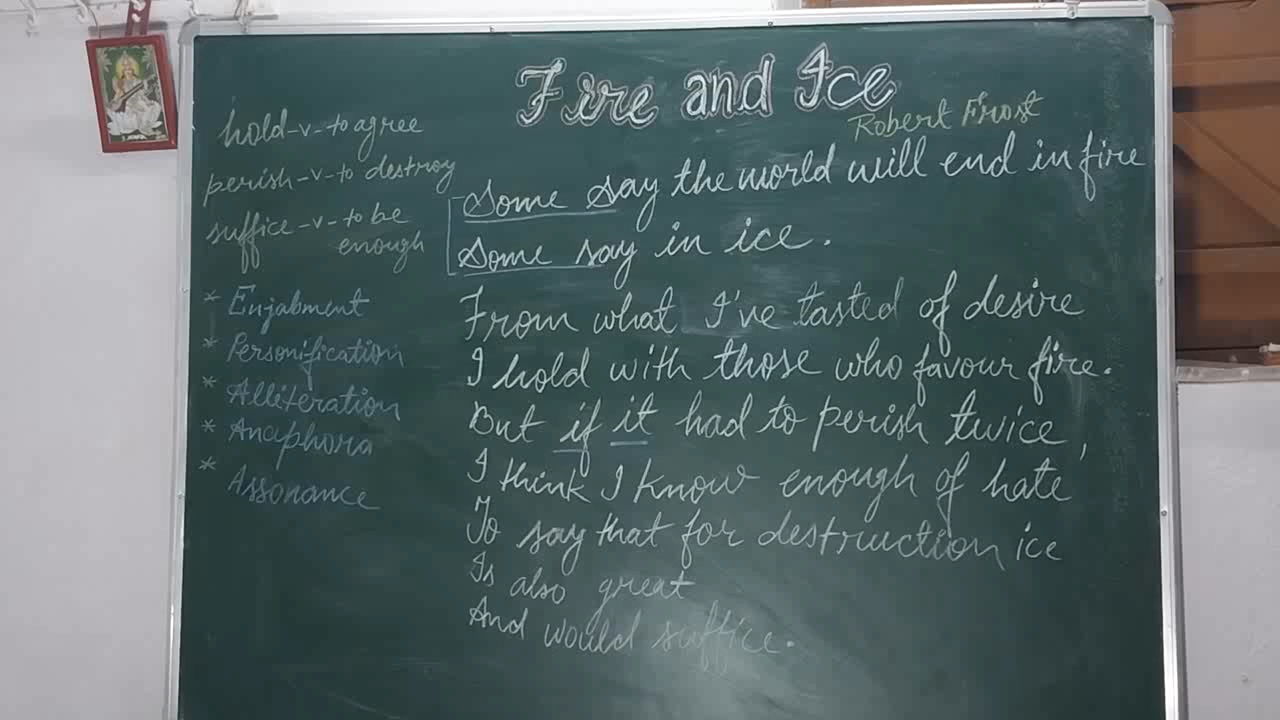 Fire and Ice
Robert Frost
hold-v-to agree
perish-v-to destroy
suffice-v-to be
enough
* Enjabment
* Personification
* Alliteration
* Anaphora
* Assonance
Some say the world will end in fire
Some say in ice.
From what I've tasted of desire
I hold with those who favour fire.
But if it had to perish twice,
I think I know enough of hate
To say that for destruction ice
Is also great
And would suffice.